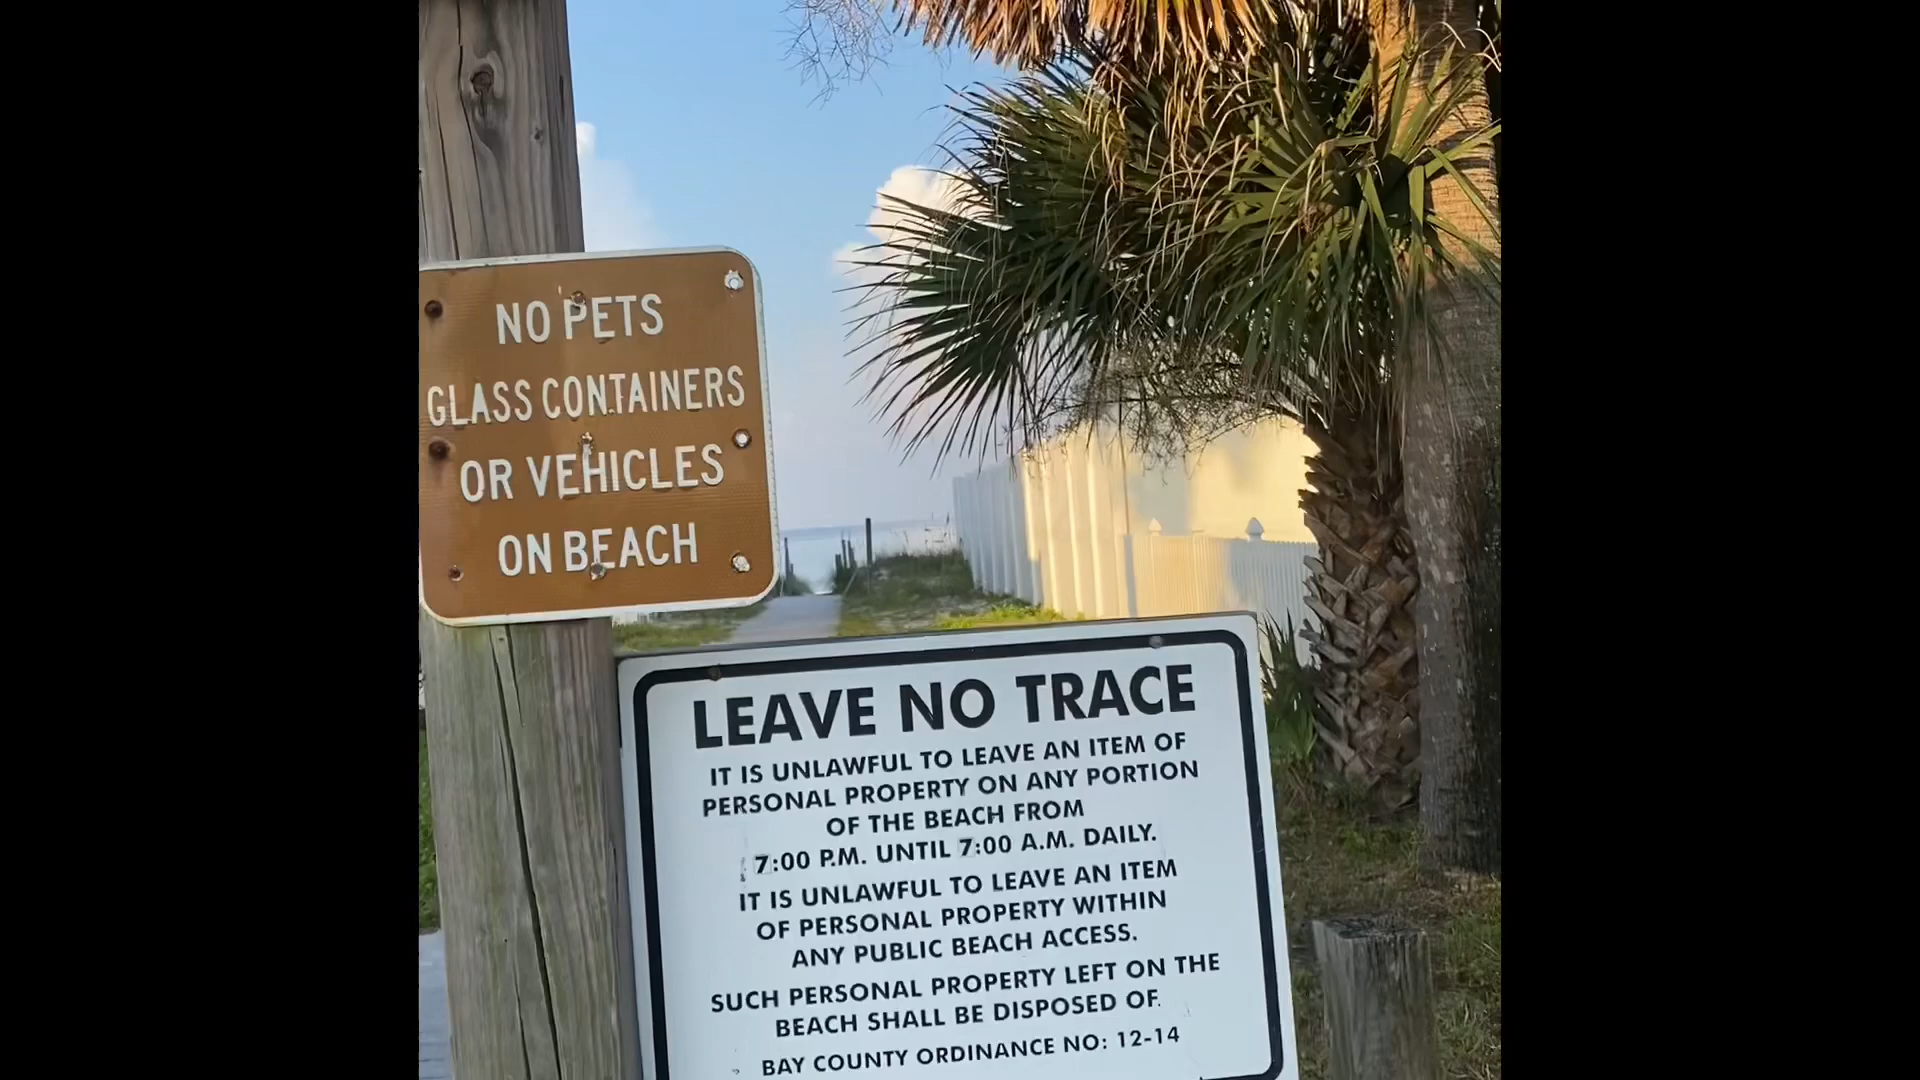 NO PETS
GLASS CONTAINERS
OR VEHICLES
ON BEACH
LEAVE NO TRACE
IT IS UNLAWFUL TO LEAVE AN ITEM OF
PERSONAL PROPERTY ON ANY PORTION
OF THE BEACH FROM
7:00 P.M. UNTIL 7:00 A.M. DAILY.
IT IS UNLAWFUL TO LEAVE AN ITEM
OF PERSONAL PROPERTY WITHIN
ANY PUBLIC BEACH ACCESS.
SUCH PERSONAL PROPERTY LEFT ON THE
BEACH SHALL BE DISPOSED OF.
BAY COUNTY ORDINANCE NO: 12-14